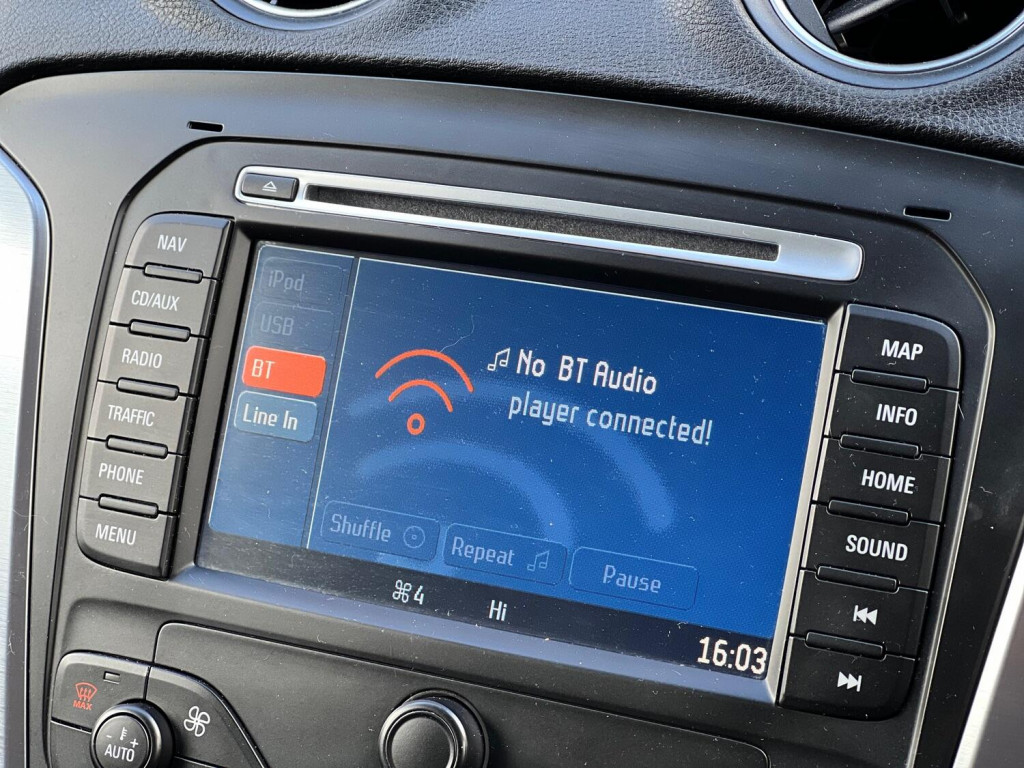 NAV
CD/AUX
RADIO
TRAFFIC
PHONE
MENU
iPod
USB
BT
Line In
No BT Audio
player connected!
Shuffle
Repeat
Pause
4
Hi
16:03
MAP
INFO
HOME
SOUND
MAX
- +
AUTO